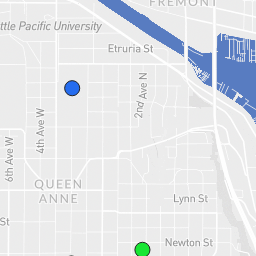 FREMONT
ttle Pacific University
Etruria St
2nd Ave N
4th Ave W
6th Ave W
QUEEN
ANNE
Lynn St
St
Newton St